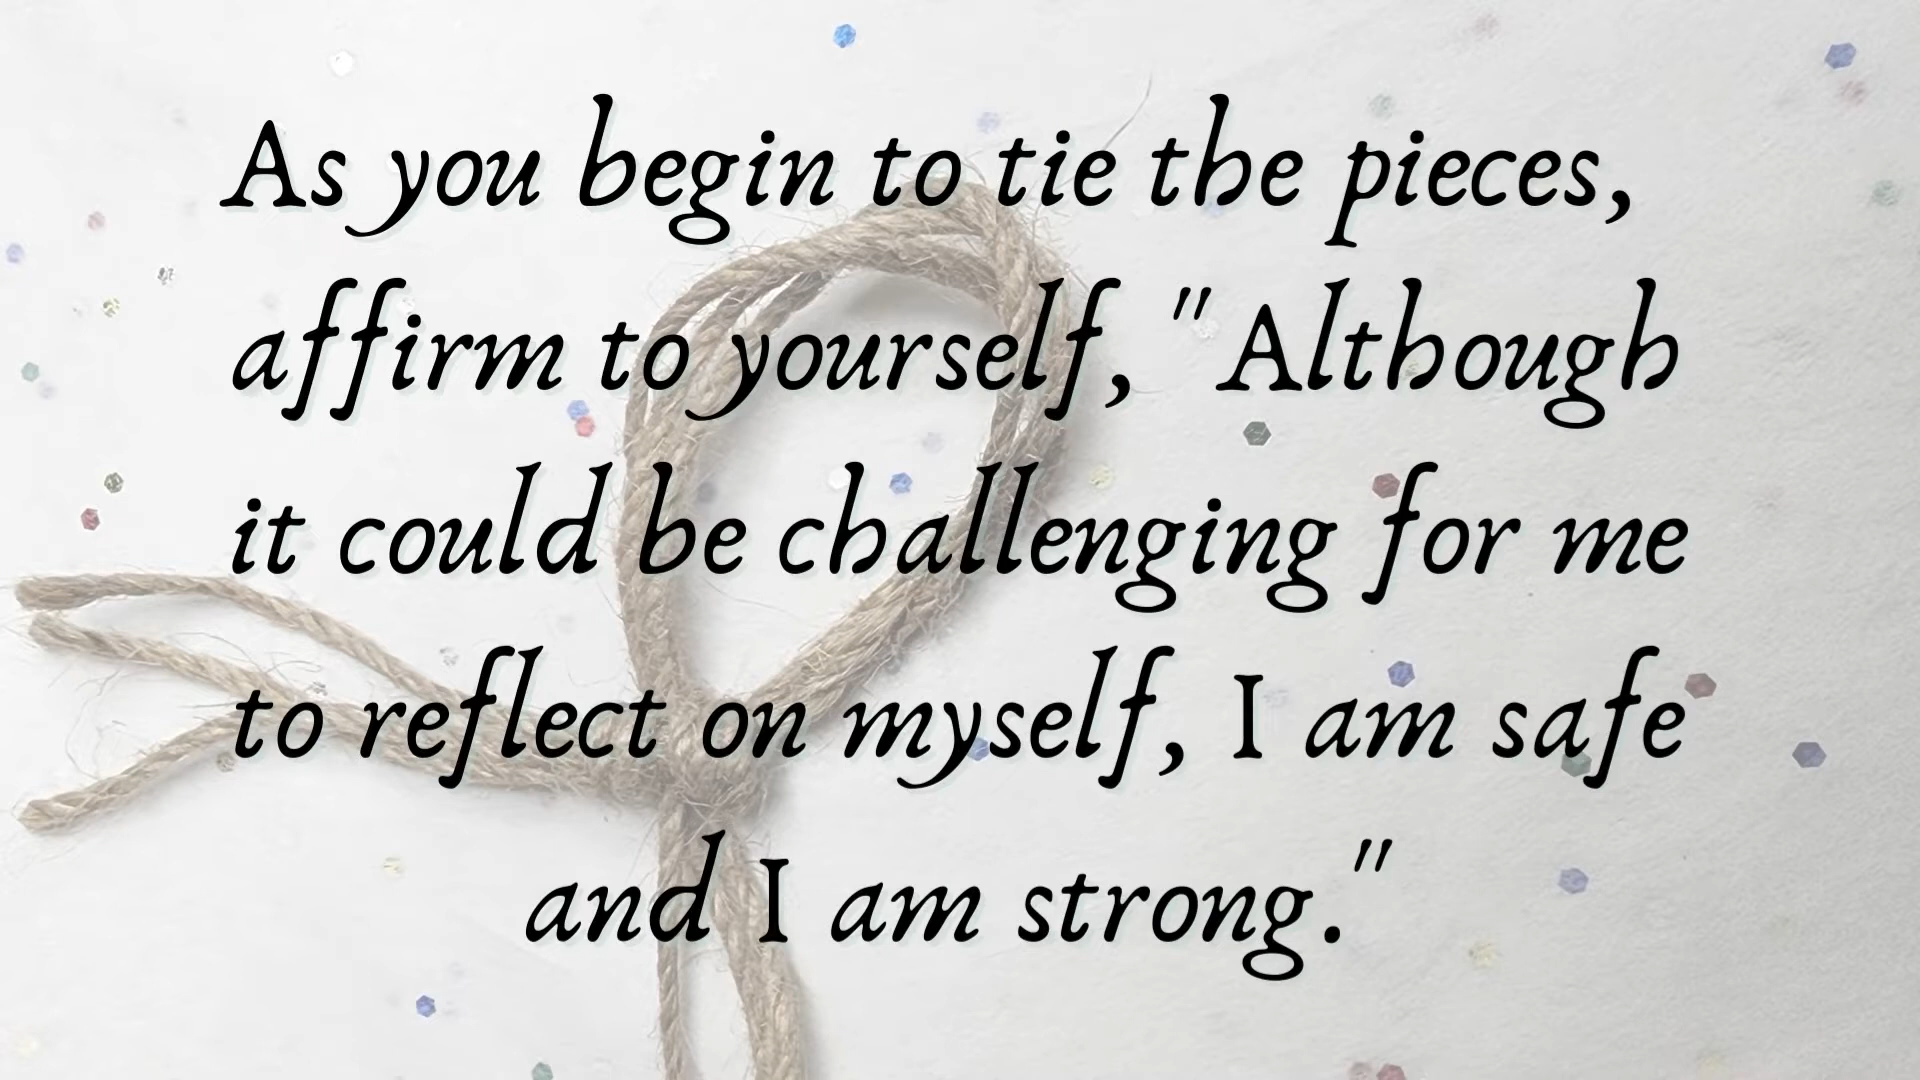 As you begin to tie the pieces,
affirm to yourself, "Although
it could be challenging for me
to reflect on myself, I am safe
and I am strong."